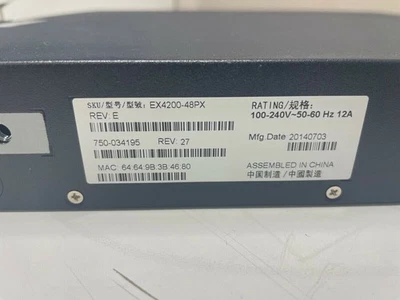 SKU/型号/型號: EX4200-48PX
REV: E
750-034195 REV: 27
MAC: 64:64:9B:3B:46:80
RATING/规格:
100-240V~50-60 Hz 12A
Mfg.Date 20140703
ASSEMBLED IN CHINA
中国制造 / 中國製造